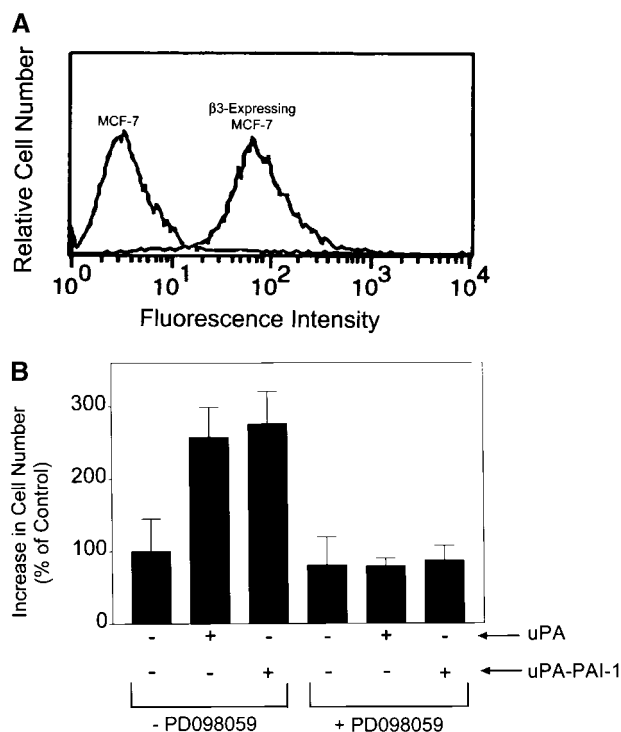 A
Relative Cell Number
MCF-7
β3-Expressing
MCF-7
10⁰ 10¹ 10² 10³ 10⁴
Fluorescence Intensity
B
Increase in Cell Number
(% of Control)
300
200
100
0
- + - - + - uPA
- - + - - + uPA-PAI-1
- PD098059 + PD098059